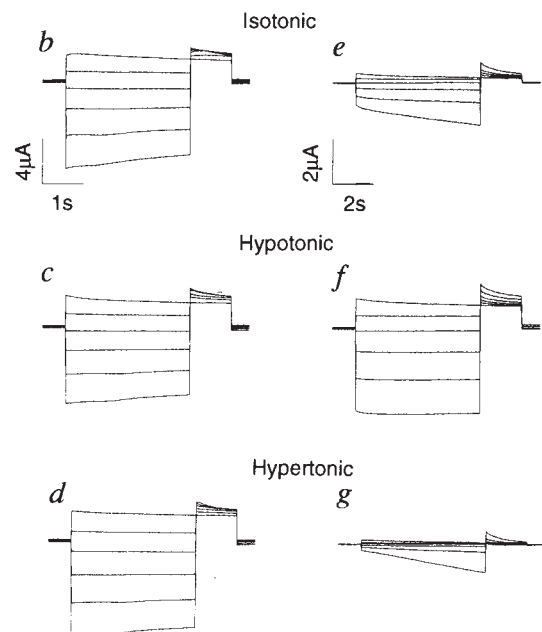 Isotonic
b
e
4μA
1s
2μA
2s
Hypotonic
c
f
Hypertonic
d
g